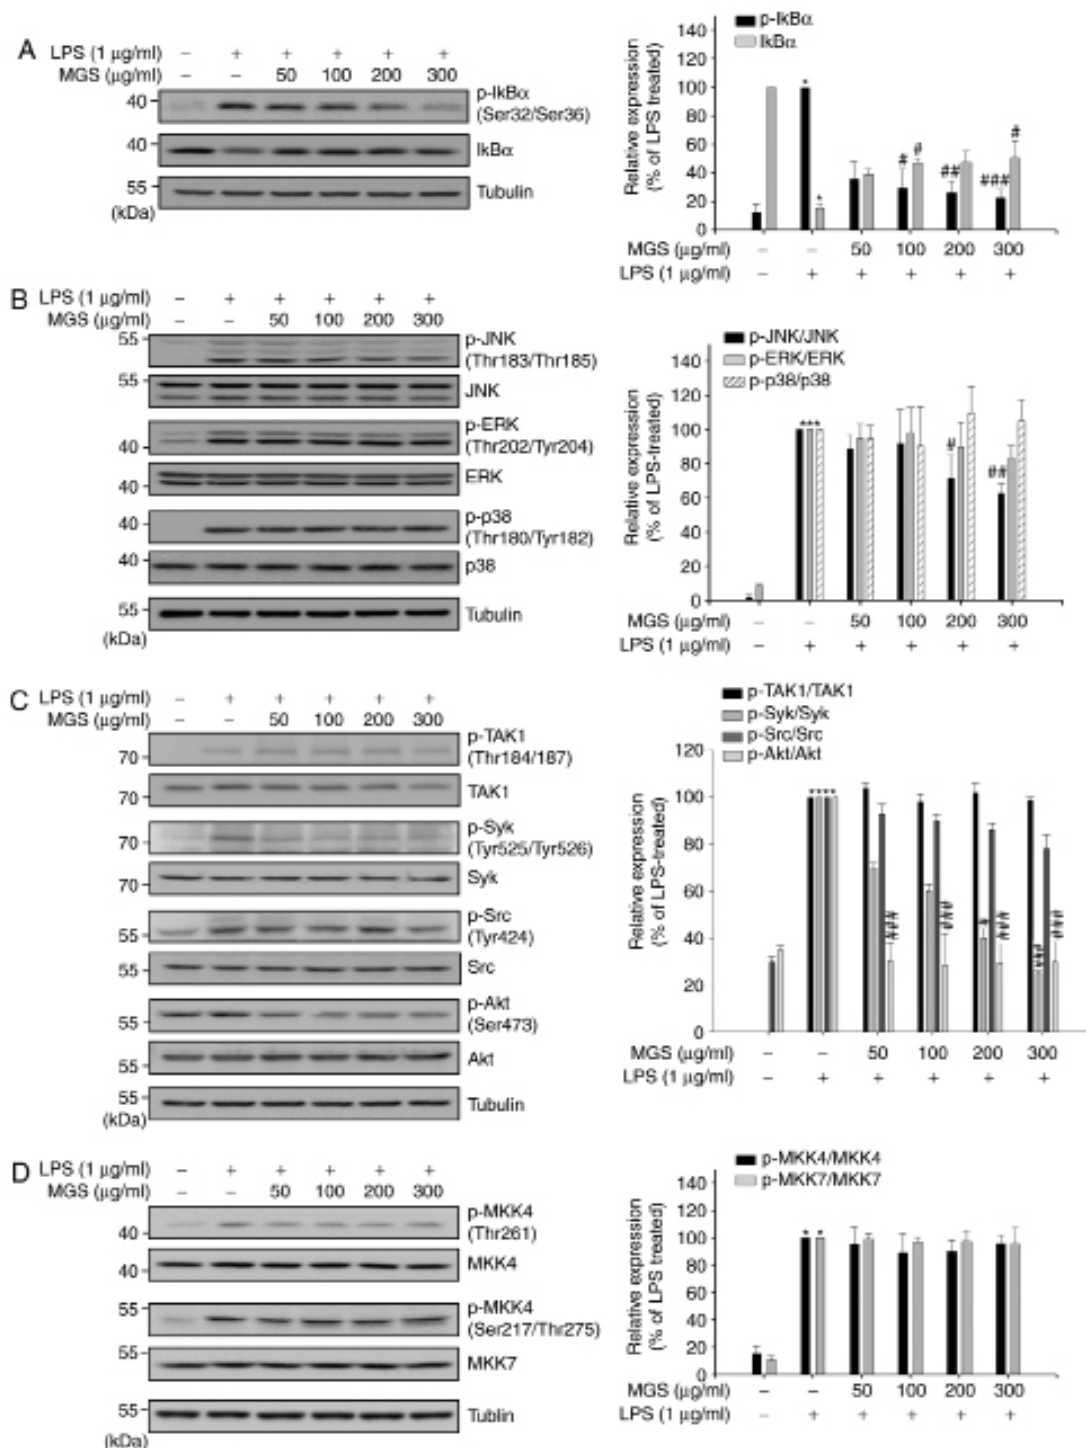 A
LPS (1 μg/ml) – + + + + +
MGS (μg/ml) – – 50 100 200 300
40
p-IkBα
(Ser32/Ser36)
40
IkBα
55
Tubulin
(kDa)
p-IkBα
IkBα
Relative expression
(% of LPS treated)
140
120
100
80
60
40
20
0
* * # # ## ### #
MGS (μg/ml) – – 50 100 200 300
LPS (1 μg/ml) – + + + + +
B
LPS (1 μg/ml) – + + + + +
MGS (μg/ml) – – 50 100 200 300
55
p-JNK
(Thr183/Thr185)
55
JNK
p-ERK
40
(Thr202/Tyr204)
ERK
40
40
p-p38
(Thr180/Tyr182)
40
p38
55
Tubulin
(kDa)
p-JNK/JNK
p-ERK/ERK
p-p38/p38
Relative expression
(% of LPS-treated)
140
120
100
80
60
40
20
0
*** # ##
MGS (μg/ml) – – 50 100 200 300
LPS (1 μg/ml) – + + + + +
C
LPS (1 μg/ml) – + + + + +
MGS (μg/ml) – – 50 100 200 300
p-TAK1
70
(Thr184/187)
TAK1
70
p-Syk
70
(Tyr525/Tyr526)
Syk
70
p-Src
55
(Tyr424)
Src
55
p-Akt
55
(Ser473)
Akt
55
55
Tubulin
(kDa)
p-TAK1/TAK1
p-Syk/Syk
p-Src/Src
p-Akt/Akt
Relative expression
(% of LPS-treated)
120
100
80
60
40
20
0
**** ### ### # ### ## ###
MGS (μg/ml) – – 50 100 200 300
LPS (1 μg/ml) – + + + + +
D
LPS (1 μg/ml) – + + + + +
MGS (μg/ml) – – 50 100 200 300
p-MKK4
40
(Thr261)
MKK4
40
55
p-MKK4
(Ser217/Thr275)
55
MKK7
55
Tublin
(kDa)
p-MKK4/MKK4
p-MKK7/MKK7
Relative expression
(% of LPS treated)
140
120
100
80
60
40
20
0
* *
MGS (μg/ml) – – 50 100 200 300
LPS (1 μg/ml) – + + + + +